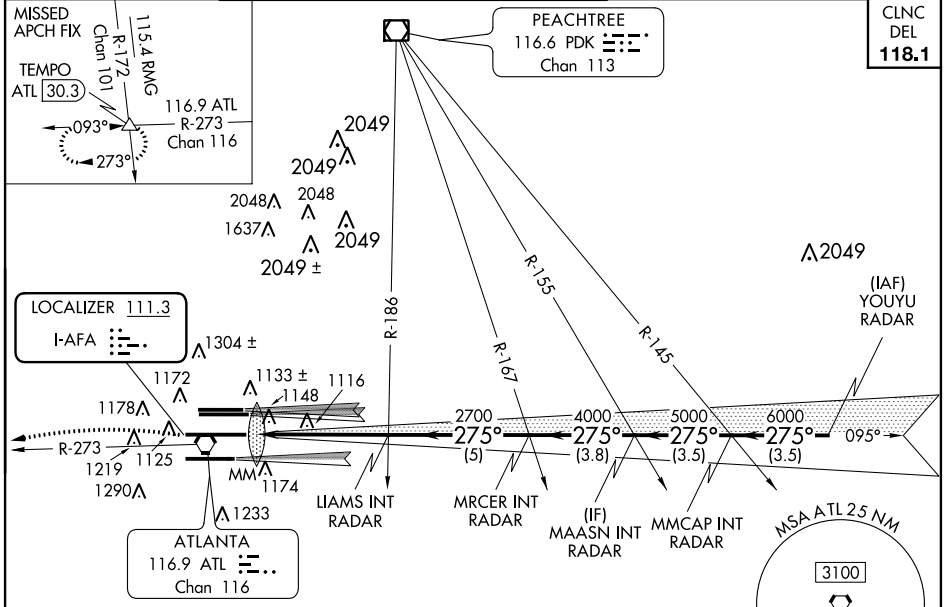 MISSED
APCH FIX
115.4 RMG
R-172
Chan 101
TEMPO
ATL 30.3
116.9 ATL
R-273
Chan 116
093°
273°
PEACHTREE
116.6 PDK
Chan 113
CLNC
DEL
118.1
2049
2049
2048
2048
1637
2049
2049 ±
2049
R-186
R-167
R-155
R-145
(IAF)
YOUYU
RADAR
LOCALIZER 111.3
I-AFA
1304 ±
1172
1133 ±
1148
1116
1178
R-273
1219
1125
1290
MM
1174
1233
2700
275°
(5)
4000
275°
(3.8)
5000
275°
(3.5)
6000
275°
(3.5)
095°
LIAMS INT
RADAR
MRCER INT
RADAR
(IF)
MAASN INT
RADAR
MMCAP INT
RADAR
ATLANTA
116.9 ATL
Chan 116
MSA ATL 25 NM
3100